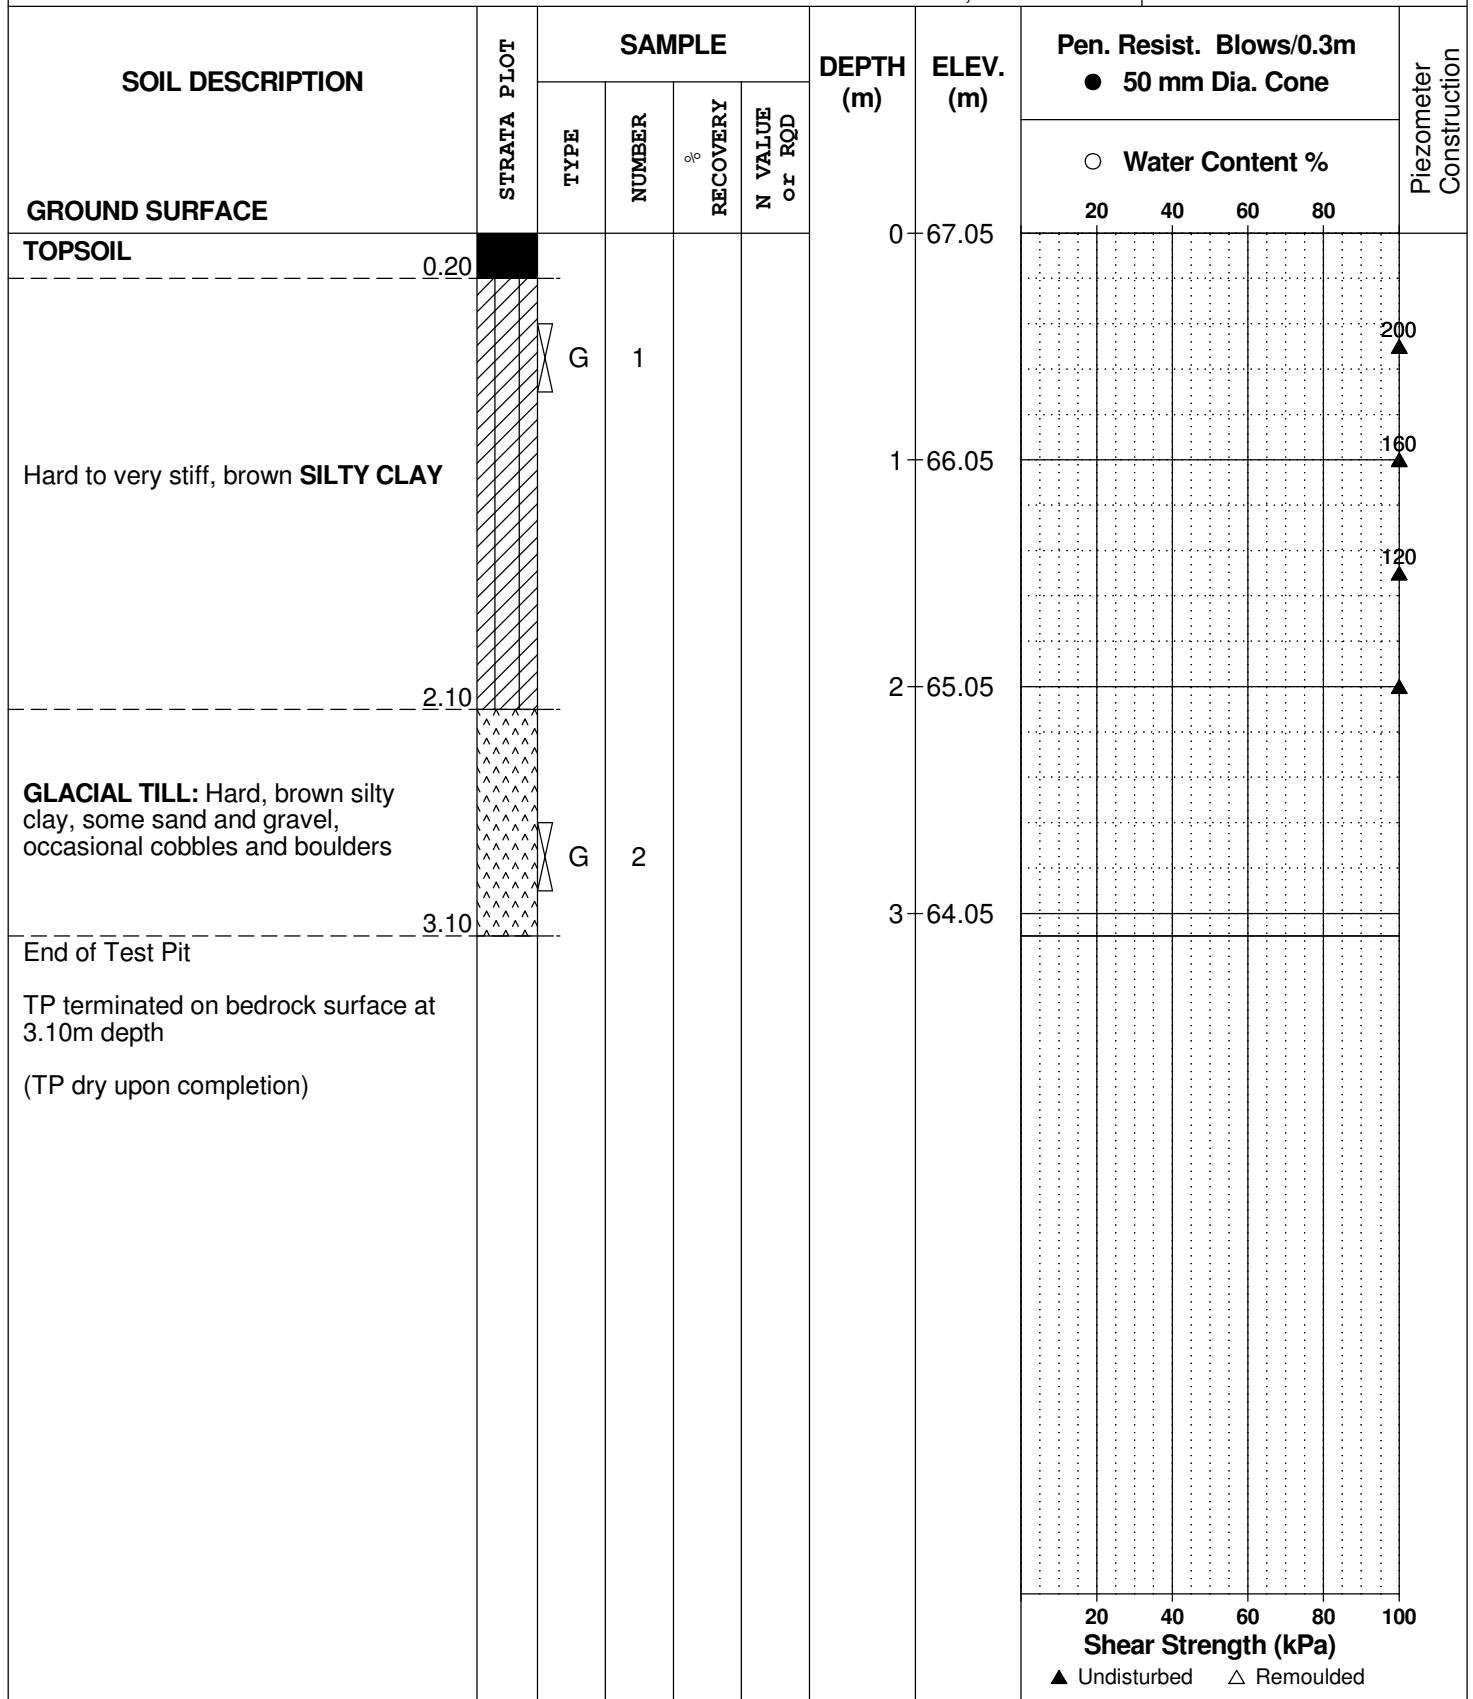 SOIL DESCRIPTION
GROUND SURFACE
STRATA PLOT
SAMPLE
TYPE
NUMBER
%
RECOVERY
N VALUE
or RQD
DEPTH
(m)
ELEV.
(m)
Pen. Resist. Blows/0.3m
● 50 mm Dia. Cone
○ Water Content %
20 40 60 80
Piezometer
Construction
0 67.05
TOPSOIL
0.20
200
G 1
160
1 66.05
Hard to very stiff, brown SILTY CLAY
120
2 65.05
2.10
GLACIAL TILL: Hard, brown silty
clay, some sand and gravel,
occasional cobbles and boulders
G 2
3 64.05
3.10
End of Test Pit
TP terminated on bedrock surface at
3.10m depth
(TP dry upon completion)
20 40 60 80 100
Shear Strength (kPa)
▲ Undisturbed △ Remoulded